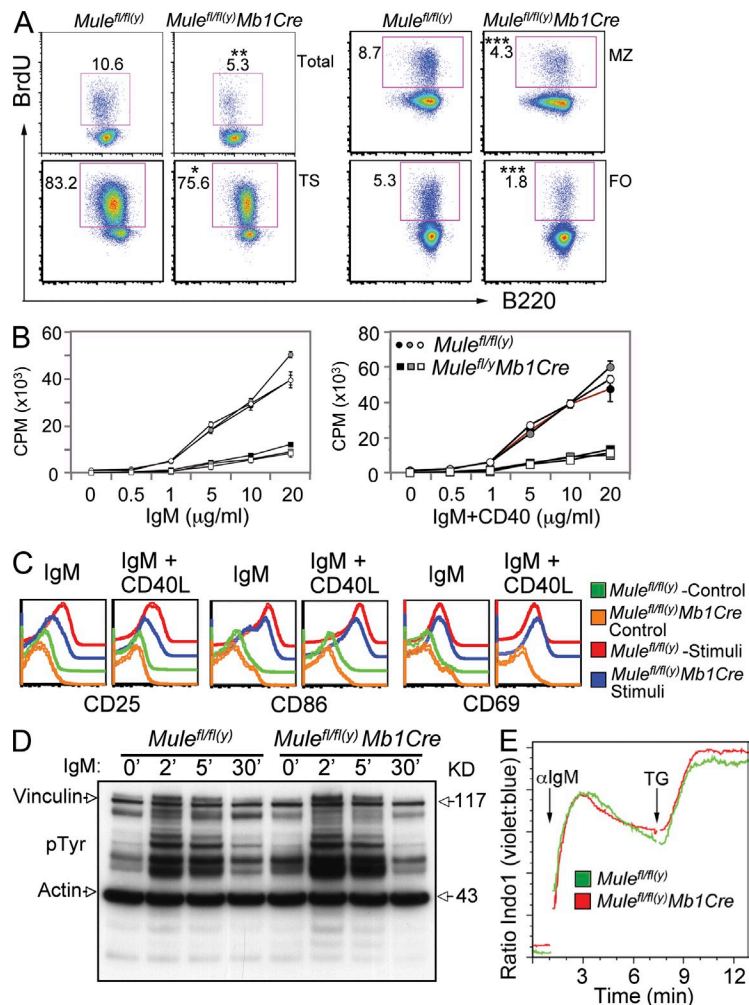 A
Mule^fl/fl(y) Mule^fl/fl(y)Mb1Cre Mule^fl/fl(y) Mule^fl/fl(y)Mb1Cre
BrdU
10.6 ** 5.3 Total
8.7 *** 4.3 MZ
83.2 * 75.6 TS
5.3 *** 1.8 FO
B220
B
CPM (x10³)
60
40
20
0
0 0.5 1 5 10 20
IgM (μg/ml)
CPM (x10³)
80
60
40
20
0
0 0.5 1 5 10 20
IgM+CD40 (μg/ml)
Mule^fl/fl(y)
Mule^fl/yMb1Cre
C
IgM IgM + CD40L IgM IgM + CD40L IgM IgM + CD40L
CD25 CD86 CD69
Mule^fl/fl(y) -Control
Mule^fl/fl(y)Mb1Cre
Control
Mule^fl/fl(y) -Stimuli
Mule^fl/fl(y)Mb1Cre
Stimuli
D
Mule^fl/fl(y) Mule^fl/fl(y) Mb1Cre
IgM: 0' 2' 5' 30' 0' 2' 5' 30' KD
Vinculin 117
pTyr
Actin 43
E
Ratio Indo1 (violet:blue)
αIgM TG
Mule^fl/fl(y)
Mule^fl/fl(y)Mb1Cre
3 6 9 12
Time (min)